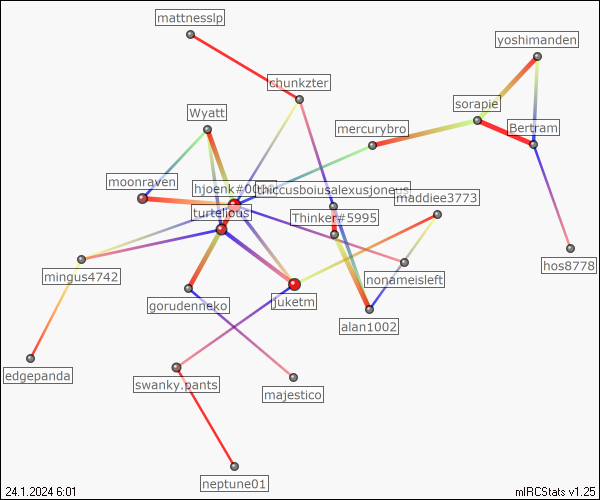 mattnesslp
yoshimanden
chunkzter
sorapie
Wyatt
mercurybro
Bertram
moonraven
hjoenk#0
thiccusboiusalexusjoneus
maddiee3773
turtelious
Thinker#5995
mingus4742
nonameisleft
hos8778
gorudenneko
juketm
alan1002
edgepanda
swanky.pants
majestico
neptune01
24.1.2024 6:01
mIRCStats v1.25